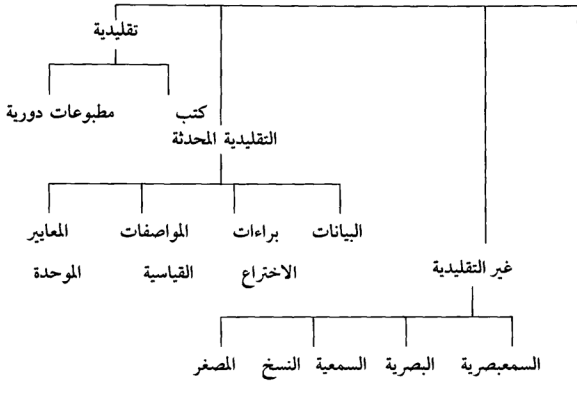 تقليدية
كتب
مطبوعات دورية
التقليدية المحدثة
البيانات
براءات
المواصفات
المعايير
الاختراع
القياسية
الموحدة
غير التقليدية
السمعبصرية
البصرية
السمعية
النسخ
المصغر